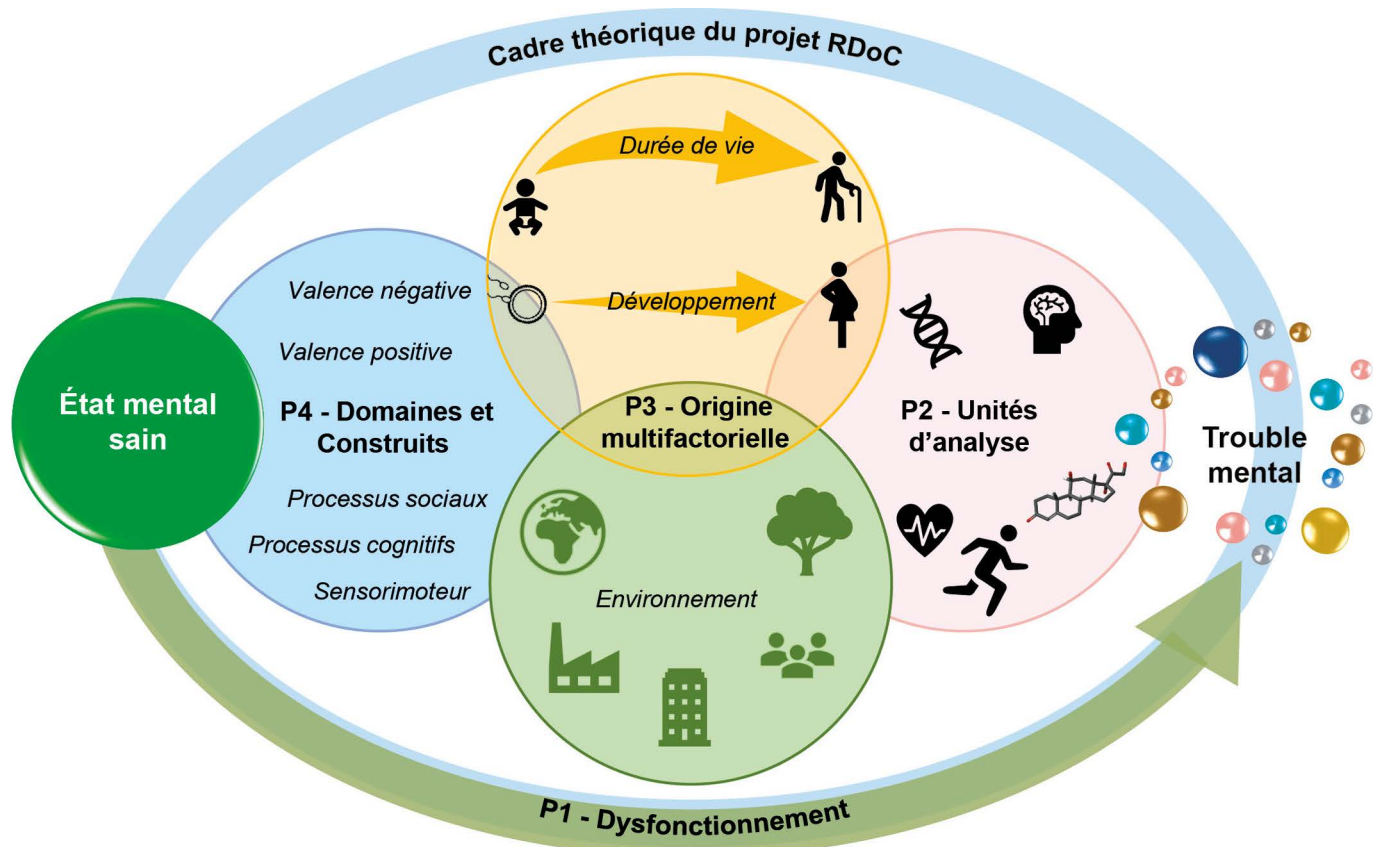 Cadre théorique du projet RDoC
Durée de vie
Développement
Valence négative
Valence positive
État mental
sain
P4 - Domaines et
Construits
P3 - Origine
multifactorielle
P2 - Unités
d’analyse
Trouble
mental
Processus sociaux
Processus cognitifs
Sensorimoteur
Environnement
P1 - Dysfonctionnement